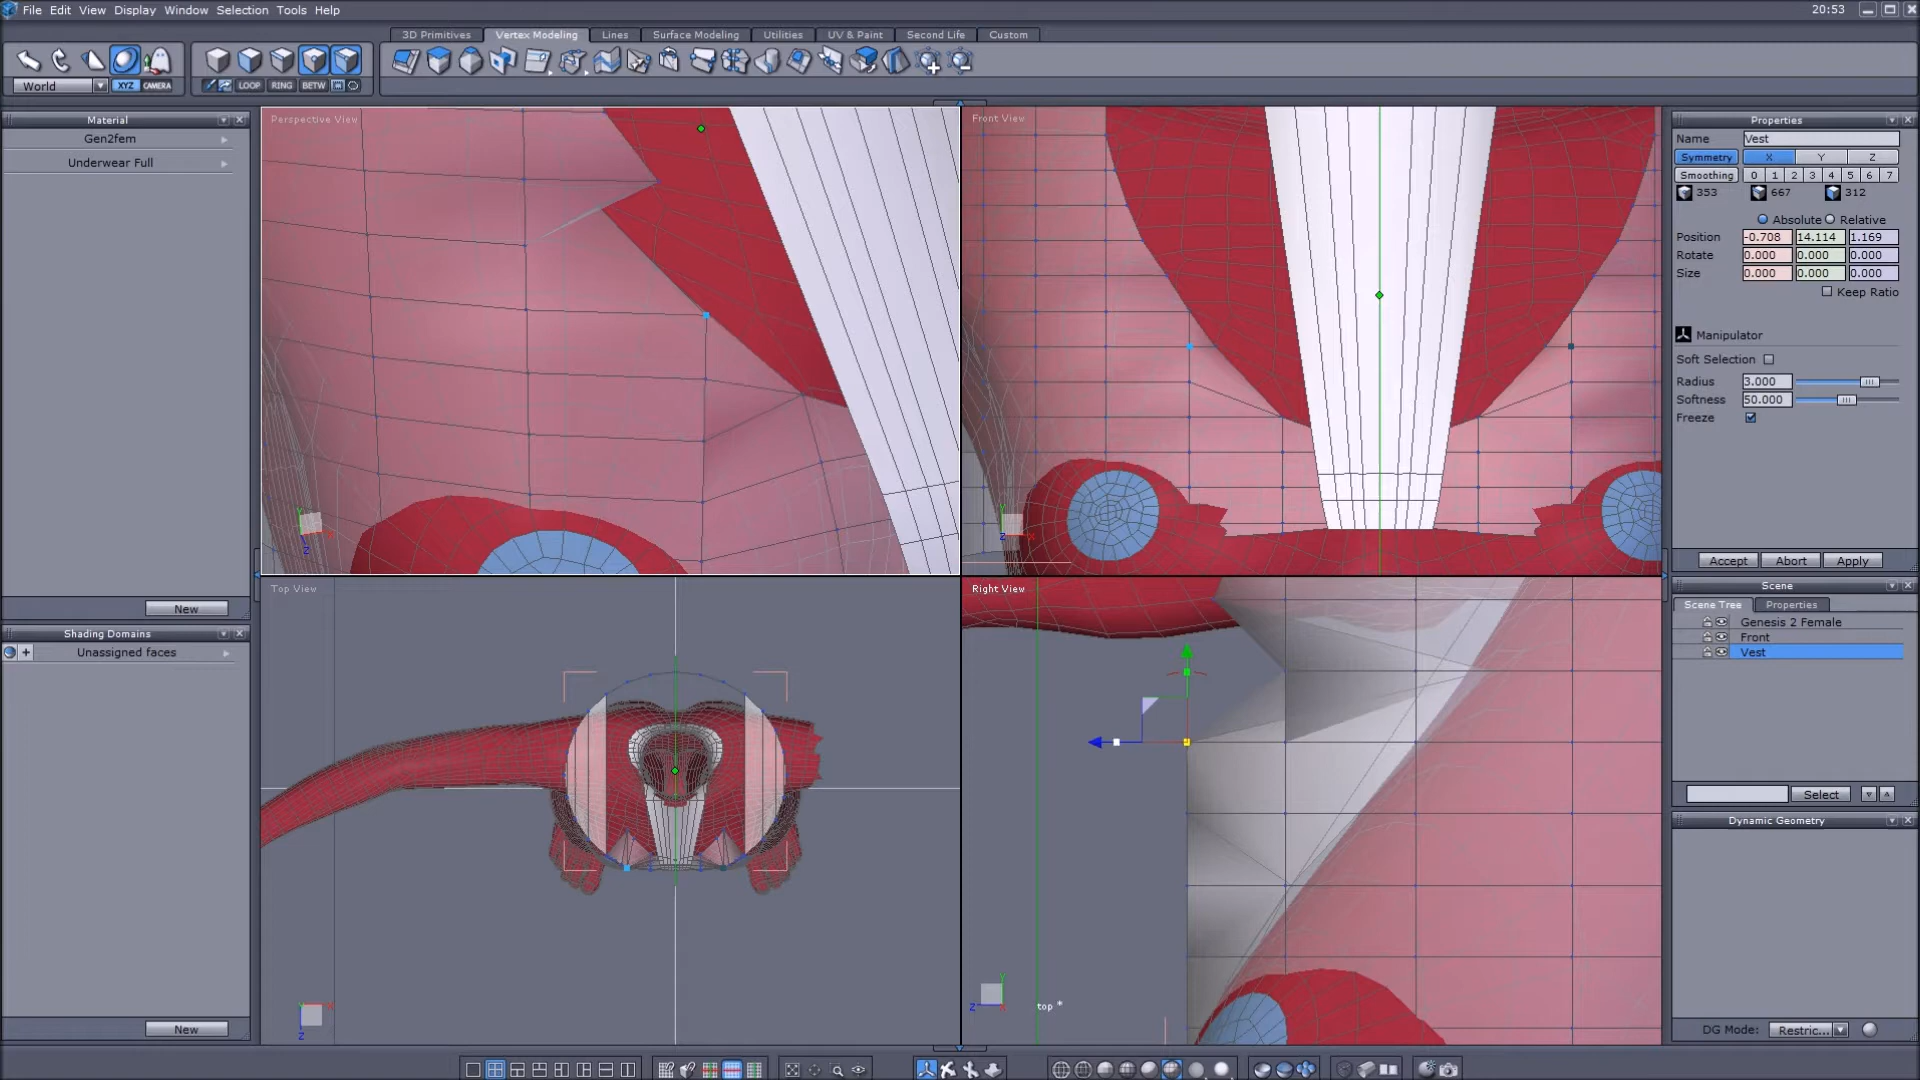 File Edit View Display Window Selection Tools Help
20:53
3D Primitives Vertex Modeling Lines Surface Modeling Utilities UV & Paint Second Life Custom
World XYZ CAMERA LOOP RING BETW
Material
Gen2fem
Underwear Full
New
Shading Domains
Unassigned faces
New
Perspective View
Y
X
Z
Front View
Y
Z X
Top View
Y X
Z
Right View
top *
Y
Z X
Properties
Name Vest
Symmetry X Y Z
Smoothing 0 1 2 3 4 5 6 7
353 667 312
Absolute Relative
Position -0.708 14.114 1.169
Rotate 0.000 0.000 0.000
Size 0.000 0.000 0.000
Keep Ratio
Manipulator
Soft Selection
Radius 3.000
Softness 50.000
Freeze
Accept Abort Apply
Scene
Scene Tree Properties
Genesis 2 Female
Front
Vest
Select
Dynamic Geometry
DG Mode: Restric...